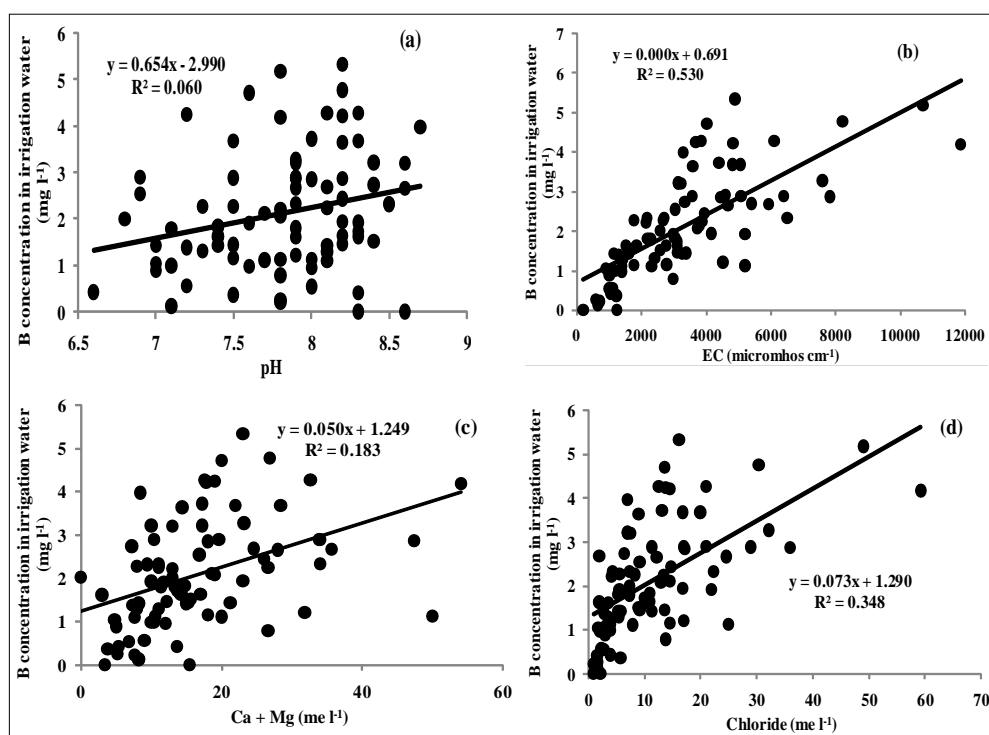 (a)
y = 0.654x - 2.990
R² = 0.060
B concentration in irrigation water
(mg l⁻¹)
6
5
4
3
2
1
0
6.5 7 7.5 8 8.5 9
pH
(b)
y = 0.000x + 0.691
R² = 0.530
B concentration in irrigation water
(mg l⁻¹)
7
6
5
4
3
2
1
0
0 2000 4000 6000 8000 10000 12000
EC (micromhos cm⁻¹)
(c)
y = 0.050x + 1.249
R² = 0.183
B concentration in irrigation water
(mg l⁻¹)
6
5
4
3
2
1
0
0 20 40 60
Ca + Mg (me l⁻¹)
(d)
y = 0.073x + 1.290
R² = 0.348
B concentration in irrigation water
(mg l⁻¹)
6
5
4
3
2
1
0
0 10 20 30 40 50 60 70
Chloride (me l⁻¹)